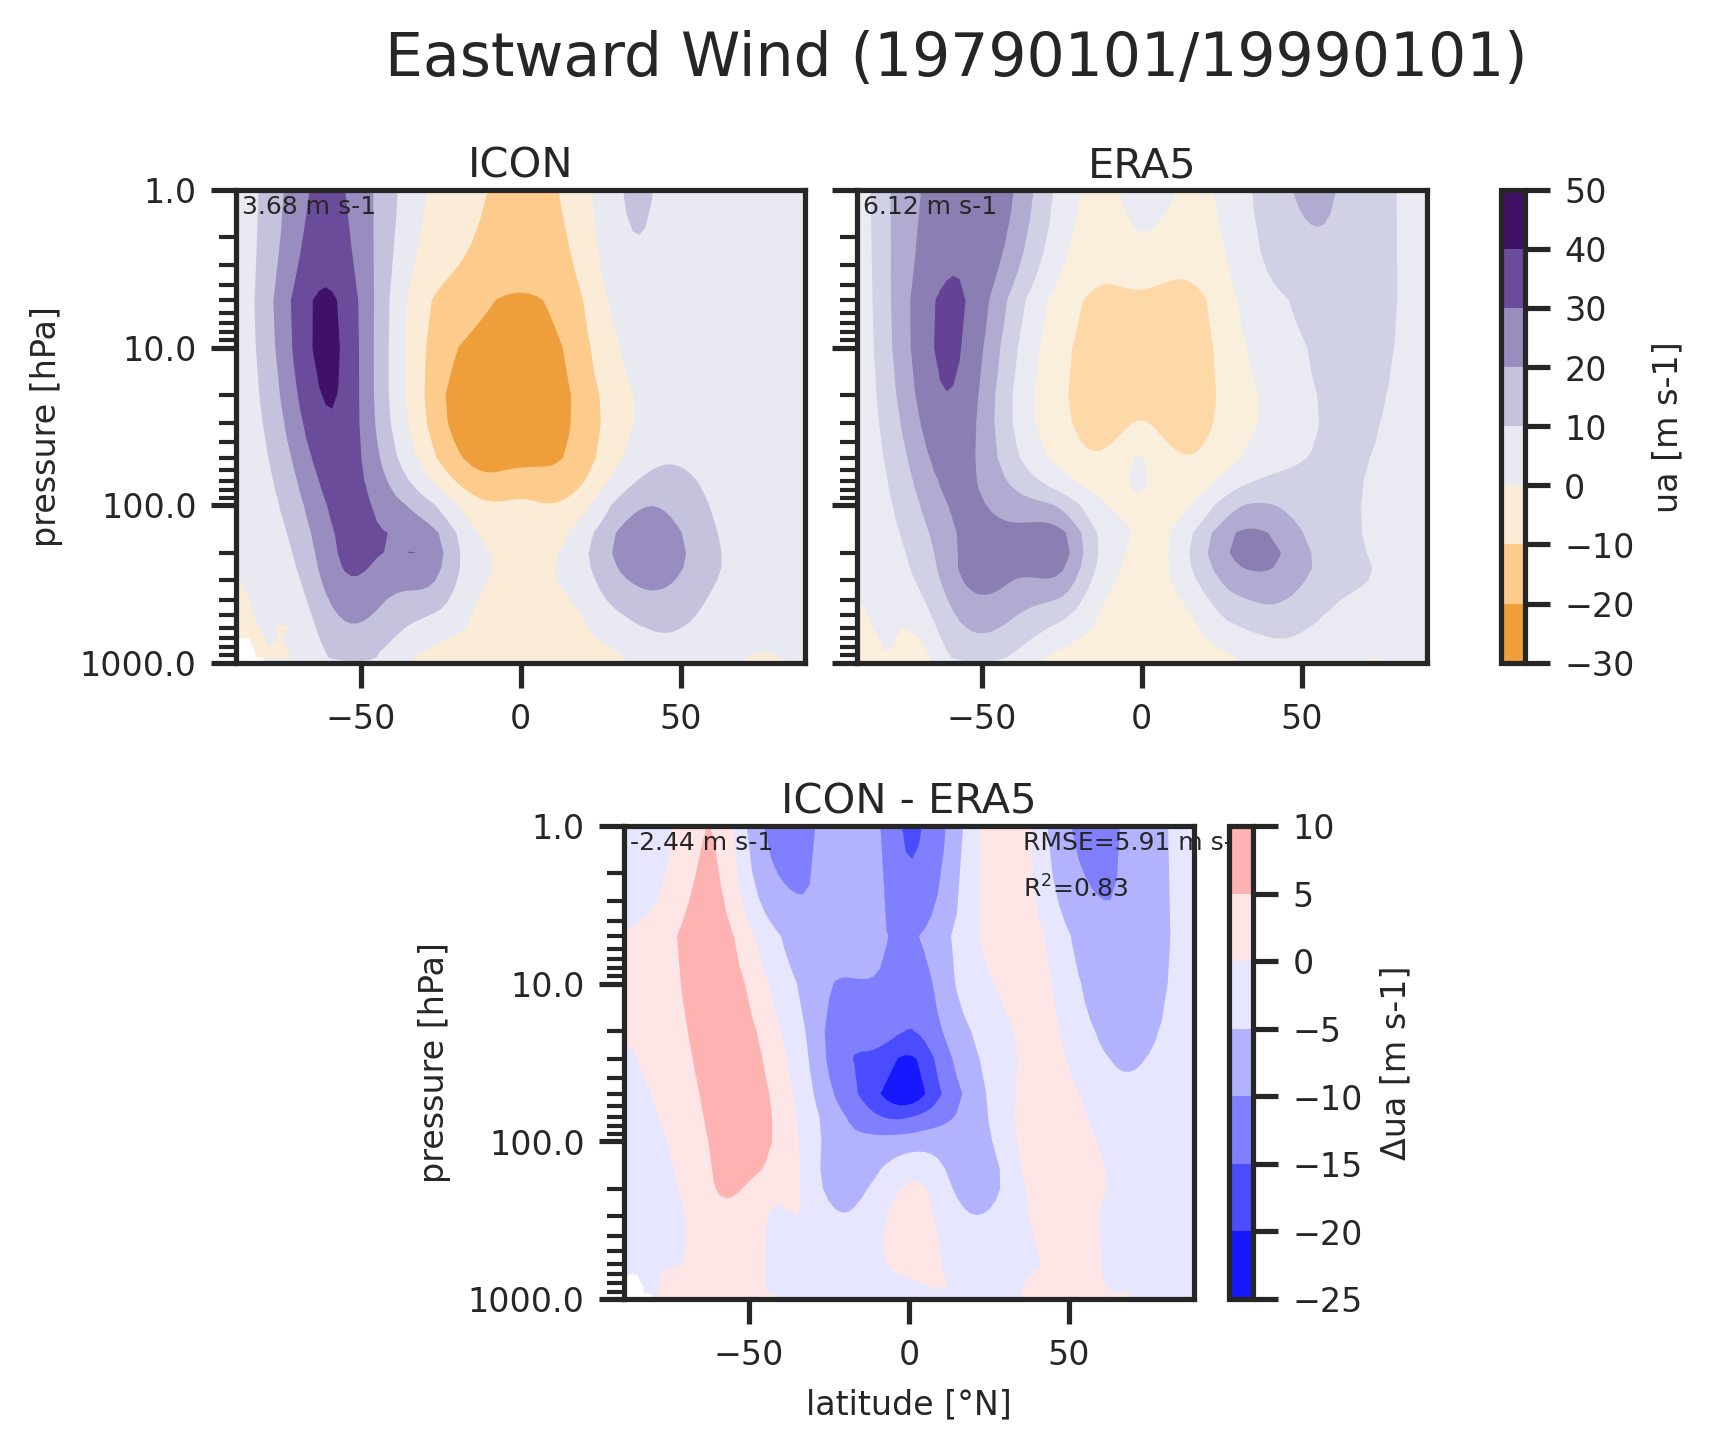 Eastward Wind (19790101/19990101)
ICON
ERA5
3.68 m s-1
6.12 m s-1
pressure [hPa]
1.0
10.0
100.0
1000.0
−50 0 50
−50 0 50
50
40
30
20
10
0
−10
−20
−30
ua [m s-1]
ICON - ERA5
-2.44 m s-1
RMSE=5.91 m s-
R²=0.83
pressure [hPa]
1.0
10.0
100.0
1000.0
−50 0 50
latitude [°N]
10
5
0
−5
−10
−15
−20
−25
Δua [m s-1]